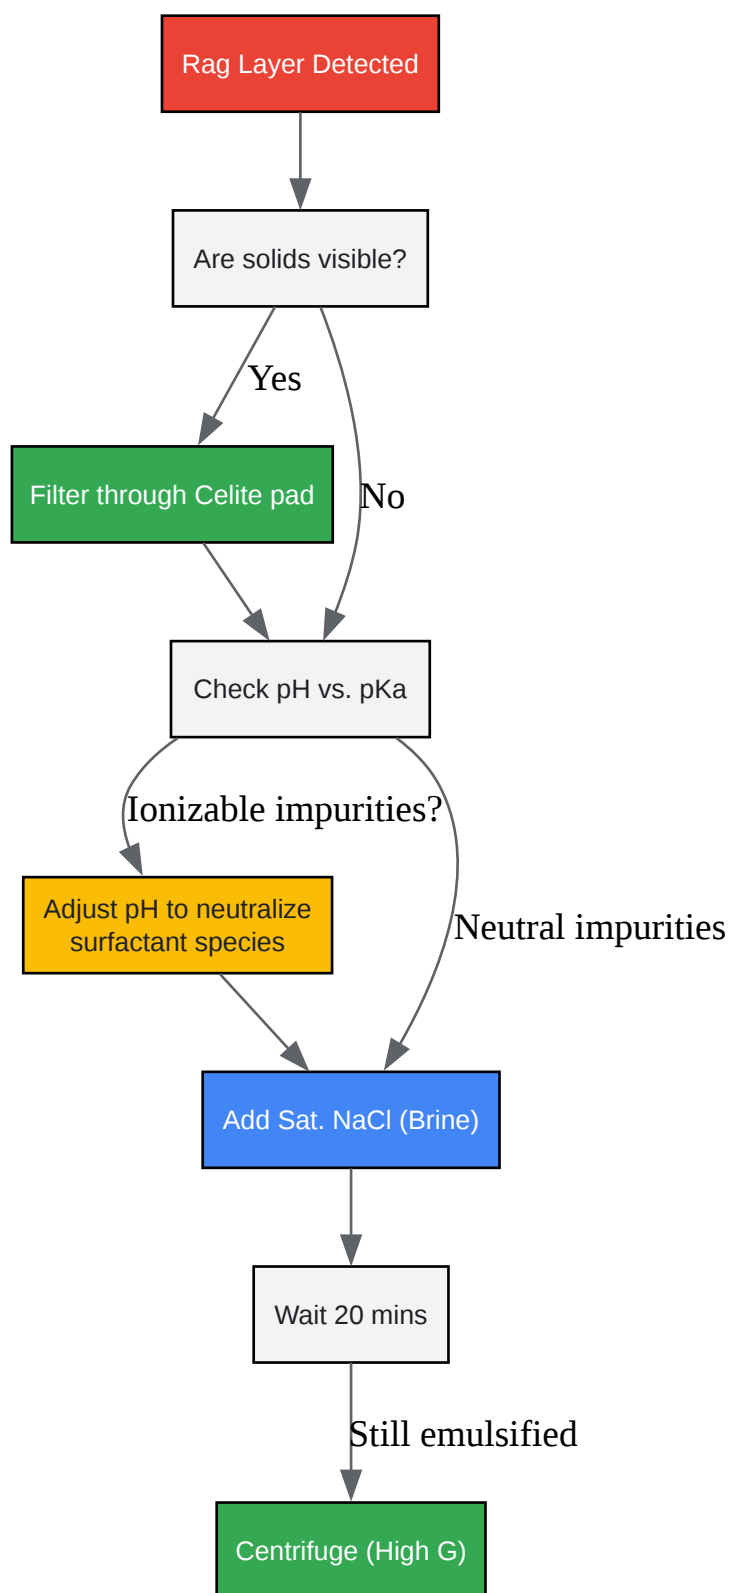 Rag Layer Detected
Are solids visible?
Yes
Filter through Celite pad
No
Check pH vs. pKa
Ionizable impurities?
Adjust pH to neutralize
surfactant species
Neutral impurities
Add Sat. NaCl (Brine)
Wait 20 mins
Still emulsified
Centrifuge (High G)